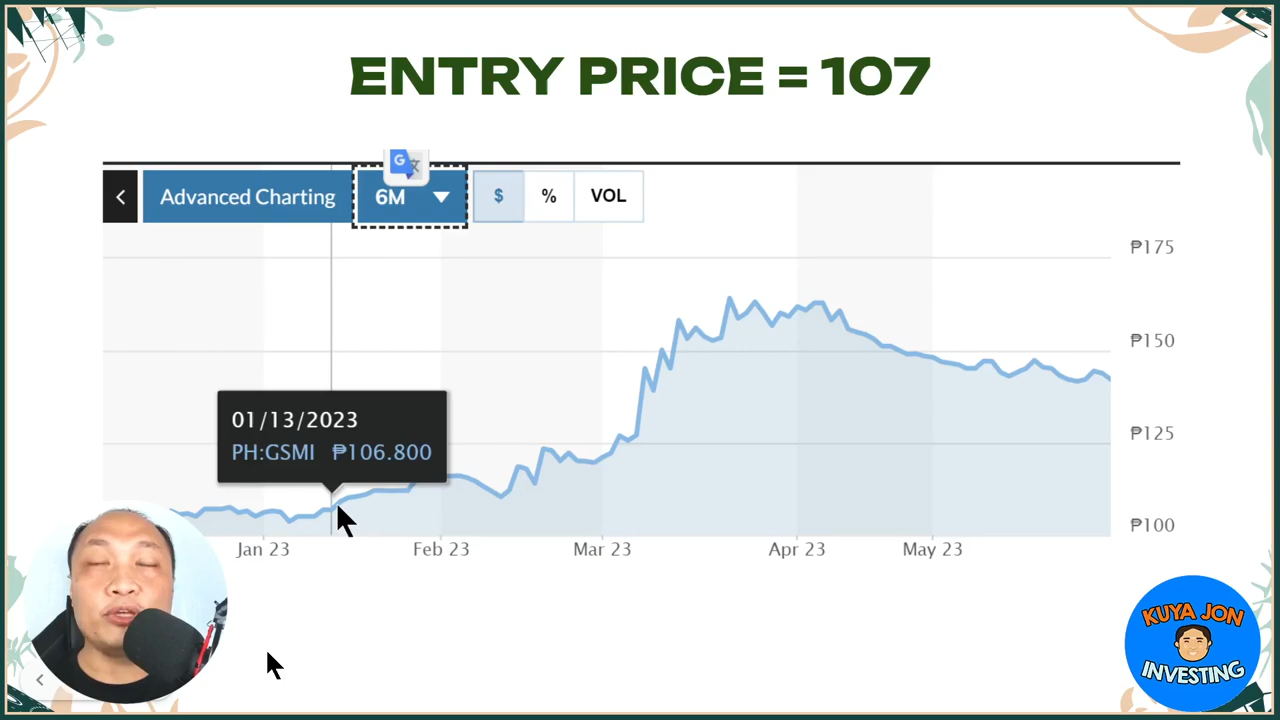 ENTRY PRICE = 107
G 文
Advanced Charting 6M $ % VOL
₱175
₱150
₱125
₱100
01/13/2023
PH:GSMI ₱106.800
Jan 23 Feb 23 Mar 23 Apr 23 May 23
KUYA JON
INVESTING